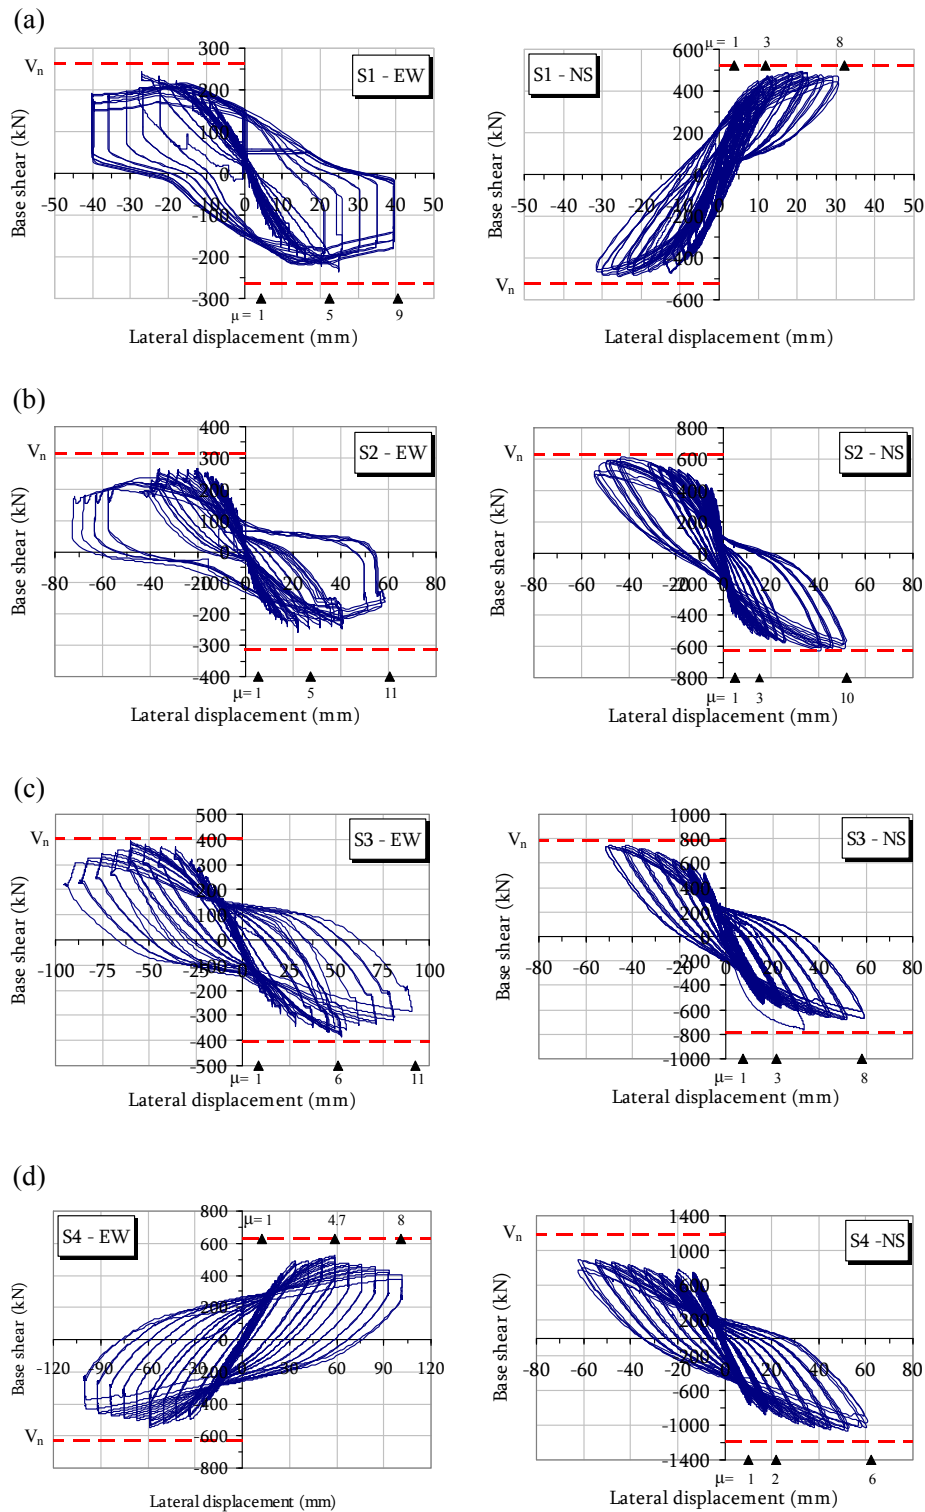 (a)
300
200
100
0
-100
-200
-300
-50 -40 -30 -20 -10 0 10 20 30 40 50
Vn
S1 - EW
μ = 1 5 9
Base shear (kN)
Lateral displacement (mm)
μ = 1 3 8
600
400
200
0
-200
-400
-600
-50 -40 -30 -20 -10 0 10 20 30 40 50
Vn
S1 - NS
Base shear (kN)
Lateral displacement (mm)
(b)
400
300
200
100
0
-100
-200
-300
-400
-80 -60 -40 -20 0 20 40 60 80
Vn
S2 - EW
μ= 1 5 11
Base shear (kN)
Lateral displacement (mm)
800
600
400
200
0
-200
-400
-600
-800
-80 -60 -40 -20 0 20 40 60 80
Vn
S2 - NS
μ= 1 3 10
Base shear (kN)
Lateral displacement (mm)
(c)
500
400
300
200
100
0
-100
-200
-300
-400
-500
-100 -75 -50 -25 0 25 50 75 100
Vn
S3 - EW
μ= 1 6 11
Base shear (kN)
Lateral displacement (mm)
1000
800
600
400
200
0
-200
-400
-600
-800
-1000
-80 -60 -40 -20 0 20 40 60 80
Vn
S3 - NS
μ= 1 3 8
Base shear (kN)
Lateral displacement (mm)
(d)
800
600
400
200
0
-200
-400
-600
-800
-120 -90 -60 -30 0 30 60 90 120
Vn
S4 - EW
μ= 1 4.7 8
Base shear (kN)
Lateral displacement (mm)
1400
1000
600
200
-200
-600
-1000
-1400
-80 -60 -40 -20 0 20 40 60 80
Vn
S4 -NS
μ= 1 2 6
Base shear (kN)
Lateral displacement (mm)